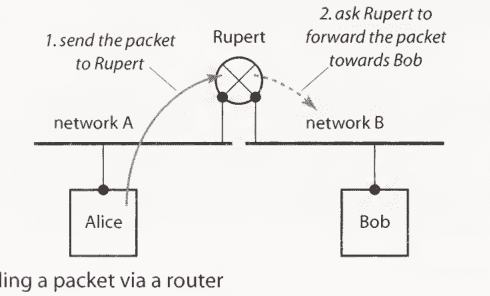 1. send the packet
to Rupert
Rupert
2. ask Rupert to
forward the packet
towards Bob
network A
network B
Alice
Bob
ling a packet via a router